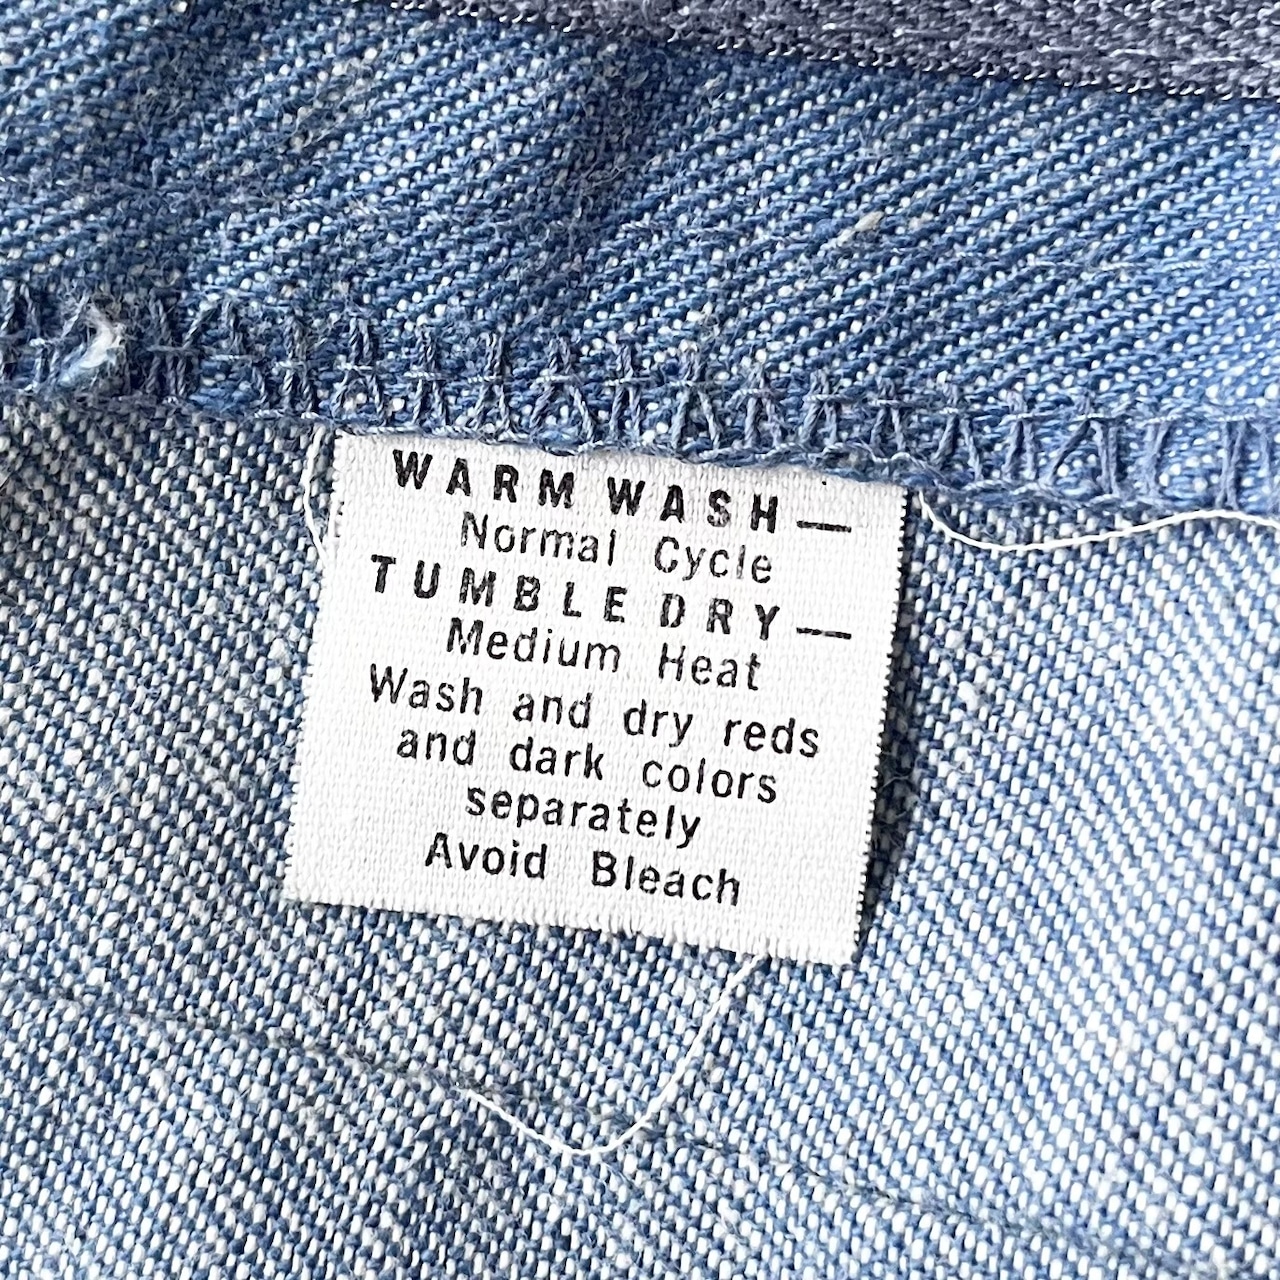 WARM WASH—
Normal Cycle
TUMBLE DRY—
Medium Heat
Wash and dry reds
and dark colors
separately
Avoid Bleach